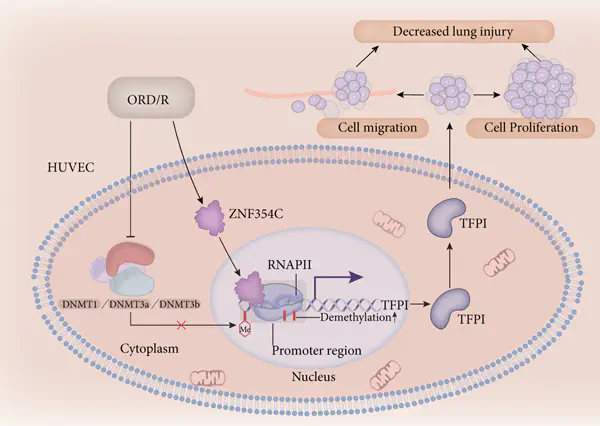 Decreased lung injury
ORD/R
Cell migration
Cell Proliferation
HUVEC
ZNF354C
TFPI
RNAPII
DNMT1
DNMT3a
DNMT3b
TFPI
TFPI
Demethylation
Me
Cytoplasm
Promoter region
Nucleus